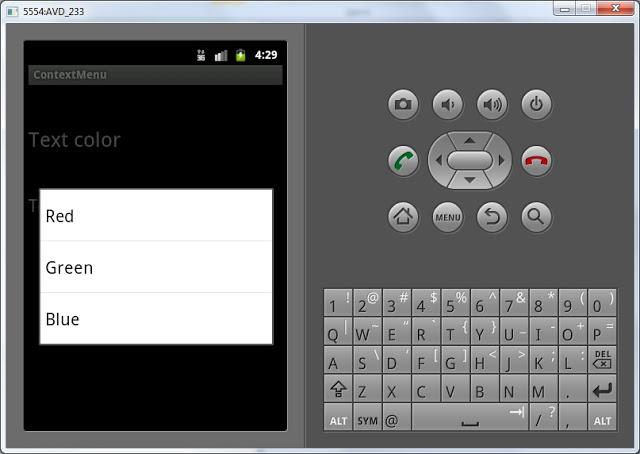 5554:AVD_233
3G 4:29
ContextMenu
Text color
T
Red
Green
Blue
MENU
1 ! 2 @ 3 # 4 $ 5 % 6 ^ 7 & 8 * 9 ( 0 )
Q | W ~ E " R ` T { Y } U _ I - O + P =
A S \ D ' F [ G ] H < J > K ; L : DEL
Z X C V B N M .
ALT SYM @ / ? , ALT